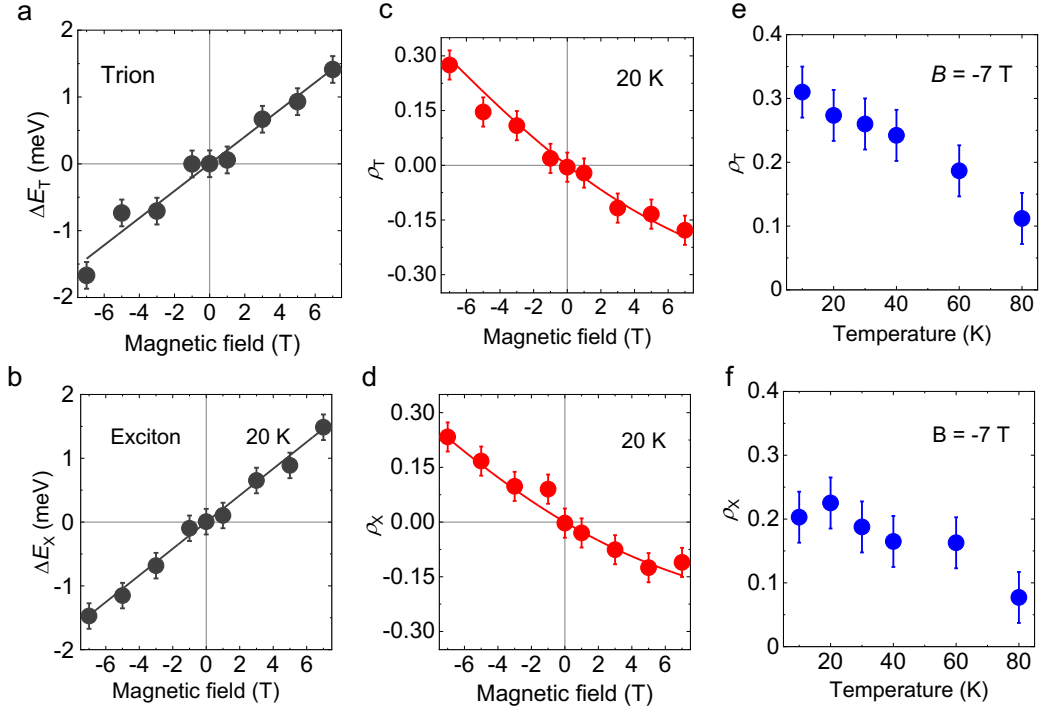 a
2
1
0
-1
-2
ΔE_T (meV)
Trion
-6 -4 -2 0 2 4 6
Magnetic field (T)
c
0.30
0.15
0.00
-0.15
-0.30
ρ_T
20 K
-6 -4 -2 0 2 4 6
Magnetic field (T)
e
0.4
0.3
0.2
0.1
0
ρ_T
B = -7 T
20 40 60 80
Temperature (K)
b
2
1
0
-1
-2
ΔE_X (meV)
Exciton 20 K
-6 -4 -2 0 2 4 6
Magnetic field (T)
d
0.30
0.15
0.00
-0.15
-0.30
ρ_X
20 K
-6 -4 -2 0 2 4 6
Magnetic field (T)
f
0.4
0.3
0.2
0.1
0
ρ_X
B = -7 T
20 40 60 80
Temperature (K)